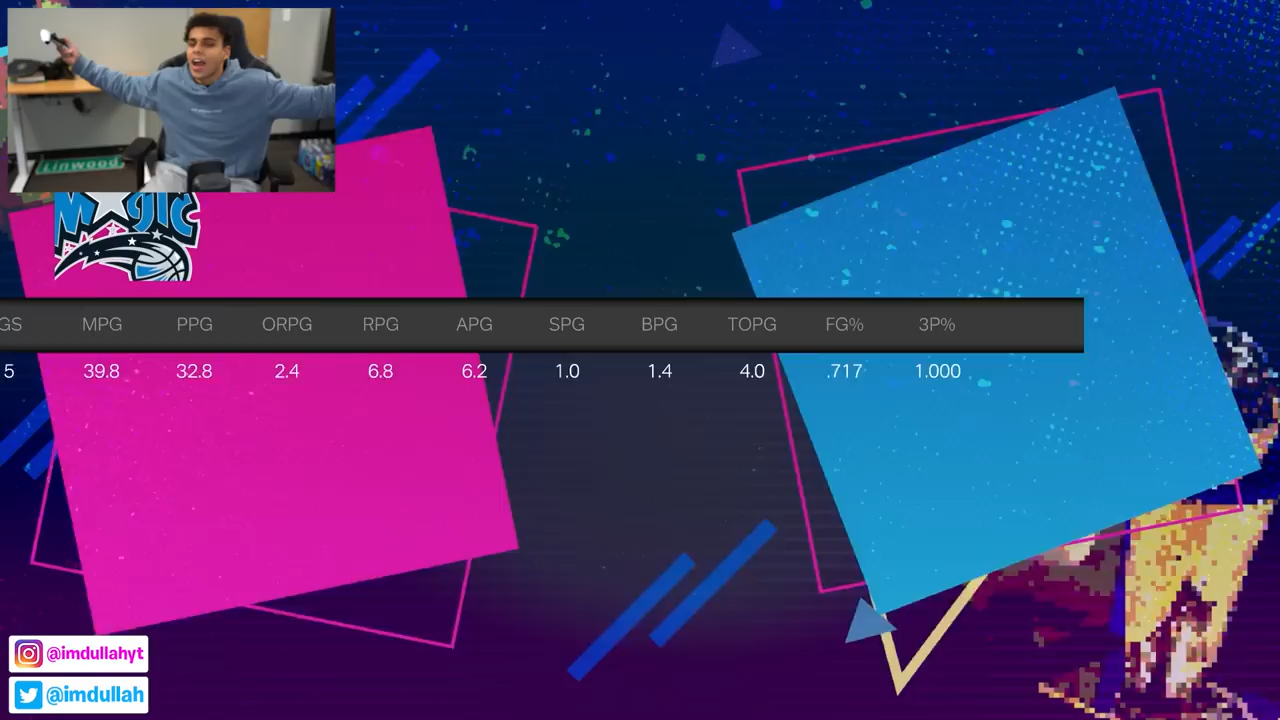 Linwood
MAGIC
GS MPG PPG ORPG RPG APG SPG BPG TOPG FG% 3P%
5 39.8 32.8 2.4 6.8 6.2 1.0 1.4 4.0 .717 1.000
@imdullahyt
@imdullah